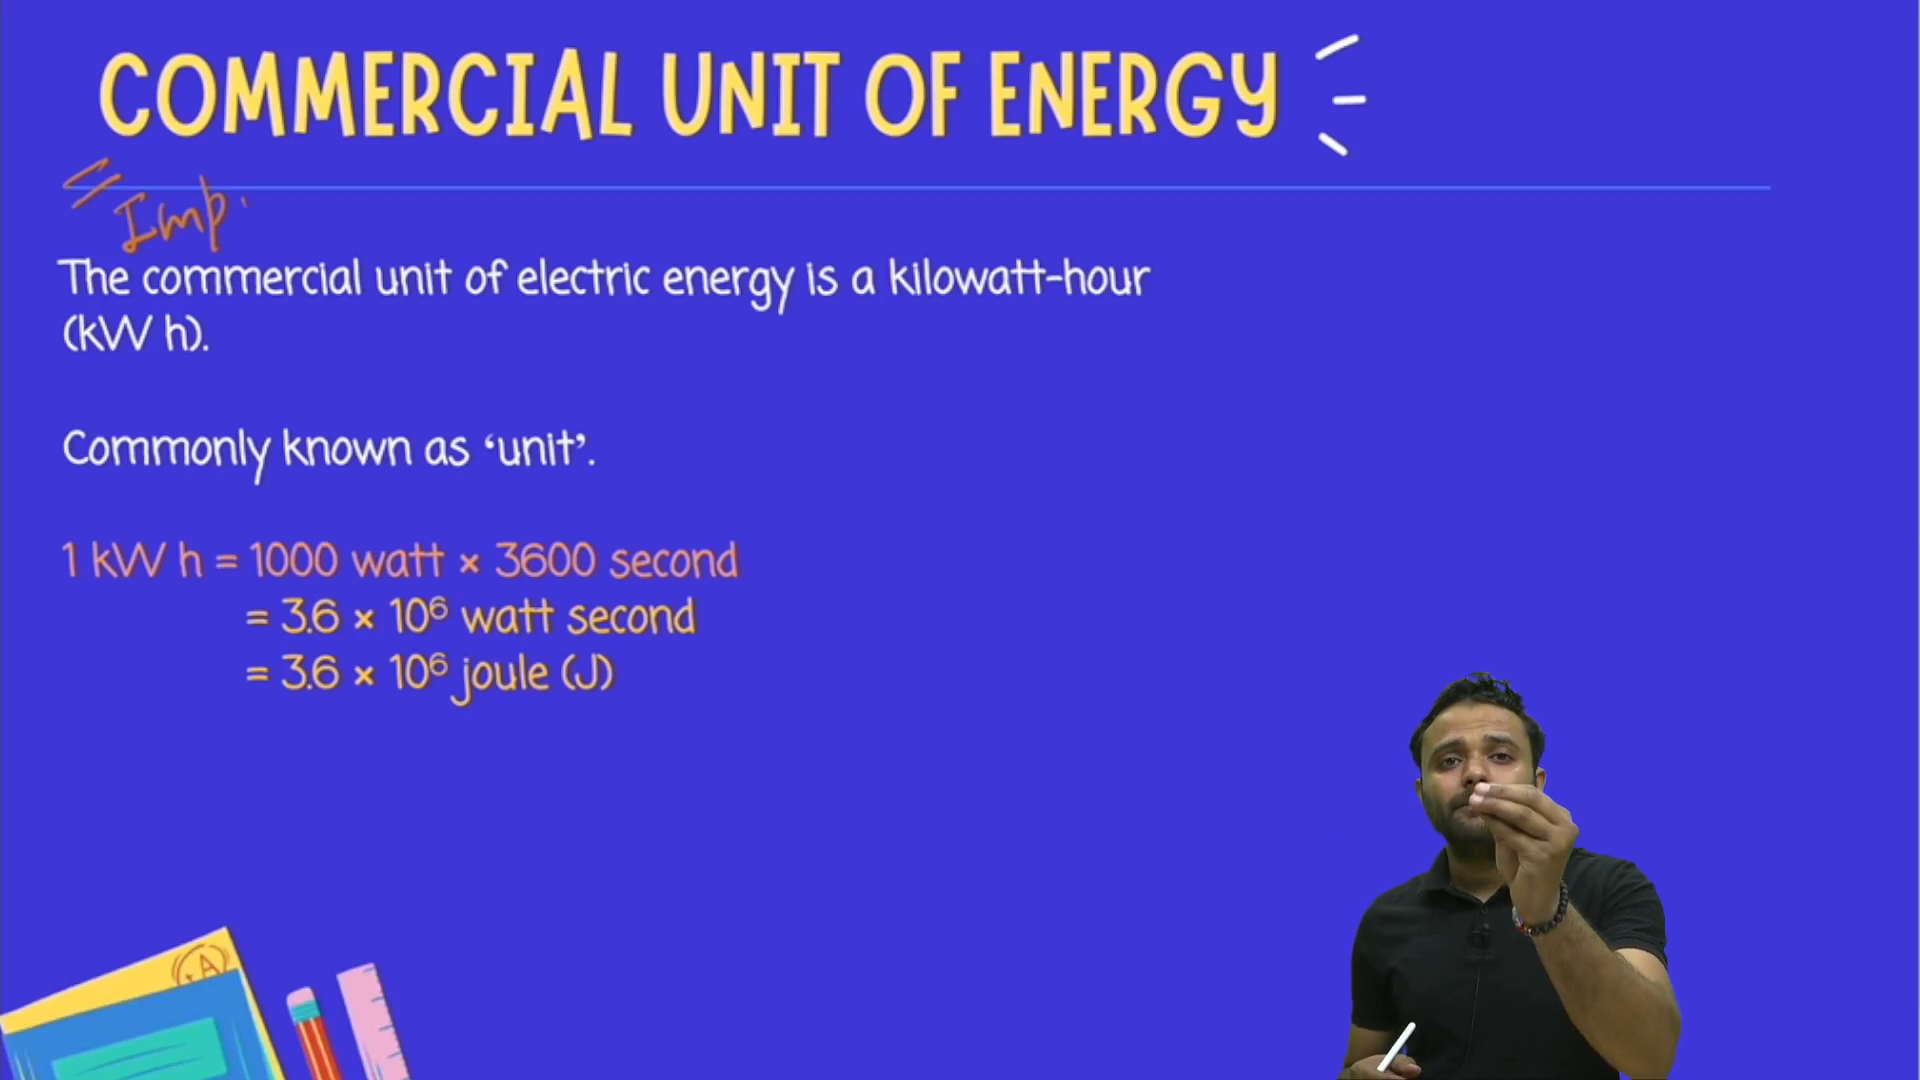 COMMERCIAL UNIT OF ENERGY
Imp.
The commercial unit of electric energy is a kilowatt-hour
(kW h).
Commonly known as ‘unit’.
1 kW h = 1000 watt × 3600 second
= 3.6 × 10⁶ watt second
= 3.6 × 10⁶ joule (J)
A+